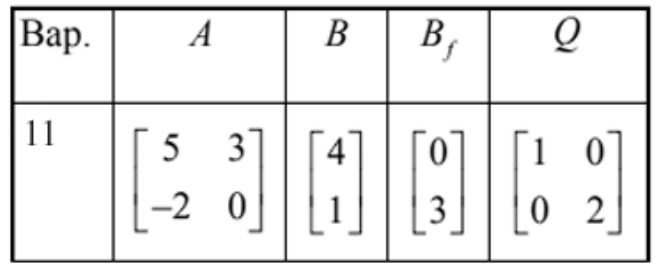 Вар. A B B_f Q
11 [5 3; –2 0] [4; 1] [0; 3] [1 0; 0 2]